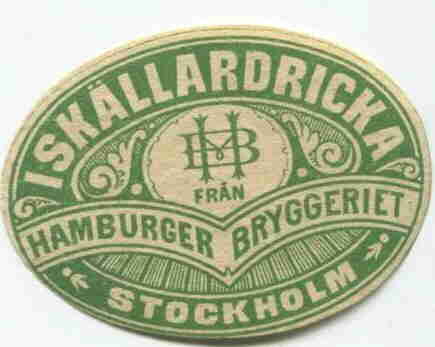 ISKÄLLARDRICKA
HB
FRÅN
HAMBURGER BRYGGERIET
STOCKHOLM